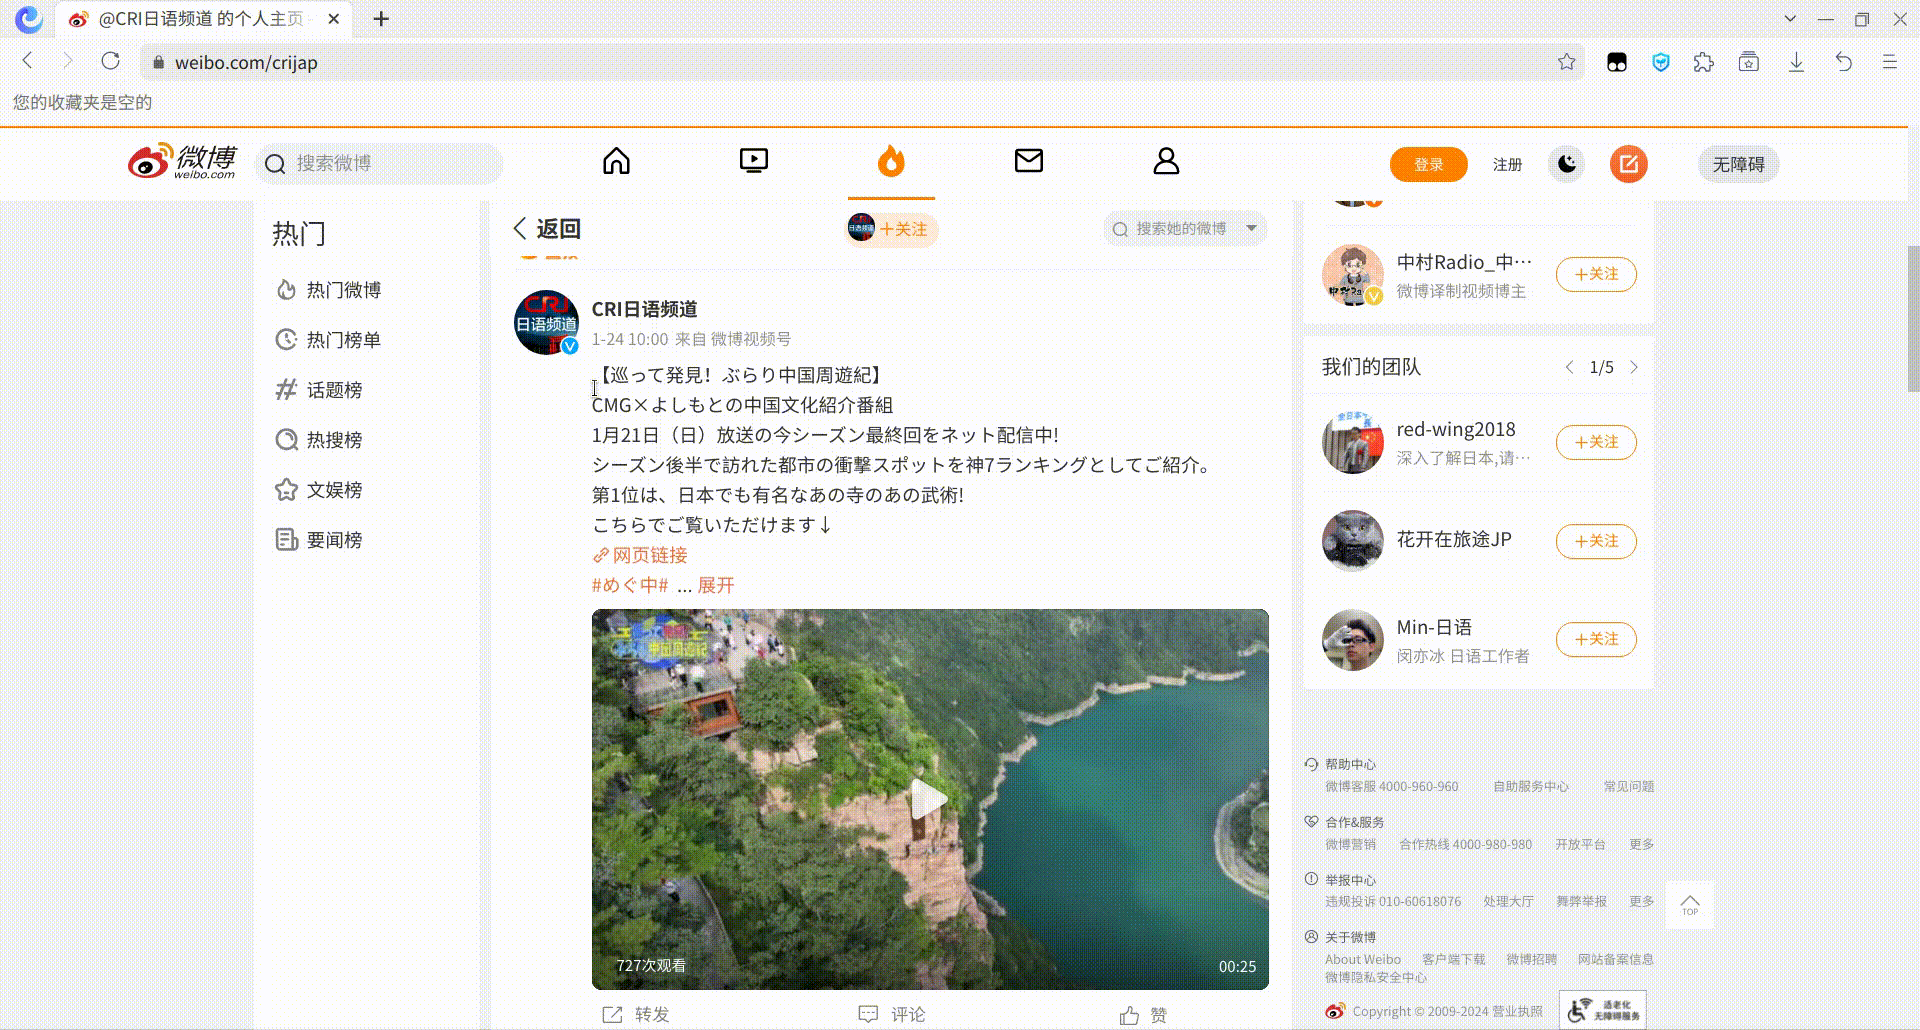 @CRI日语频道 的个人主页 -
weibo.com/crijap
您的收藏夹是空的
微博
weibo.com
搜索微博
登录
注册
无障碍
热门
热门微博
热门榜单
话题榜
热搜榜
文娱榜
要闻榜
返回
+关注
搜索她的微博
CRI
日语频道
CRI日语频道
1-24 10:00 来自 微博视频号
【巡って発見！ぶらり中国周遊紀】
CMG×よしもとの中国文化紹介番組
1月21日（日）放送の今シーズン最終回をネット配信中!
シーズン後半で訪れた都市の衝撃スポットを神7ランキングとしてご紹介。
第1位は、日本でも有名なあの寺のあの武術!
こちらでご覧いただけます↓
网页链接
#めぐ中# ... 展开
727次观看
00:25
转发
评论
赞
中村Radio_中···
微博译制视频博主
+关注
我们的团队
1/5
red-wing2018
深入了解日本,请···
+关注
花开在旅途JP
+关注
Min-日语
闵亦冰 日语工作者
+关注
帮助中心
微博客服 4000-960-960 自助服务中心 常见问题
合作&服务
微博营销 合作热线 4000-980-980 开放平台 更多
举报中心
违规投诉 010-60618076 处理大厅 舞弊举报 更多
关于微博
About Weibo 客户端下载 微博招聘 网站备案信息
微博隐私安全中心
Copyright © 2009-2024 营业执照
适老化
无障碍服务
TOP